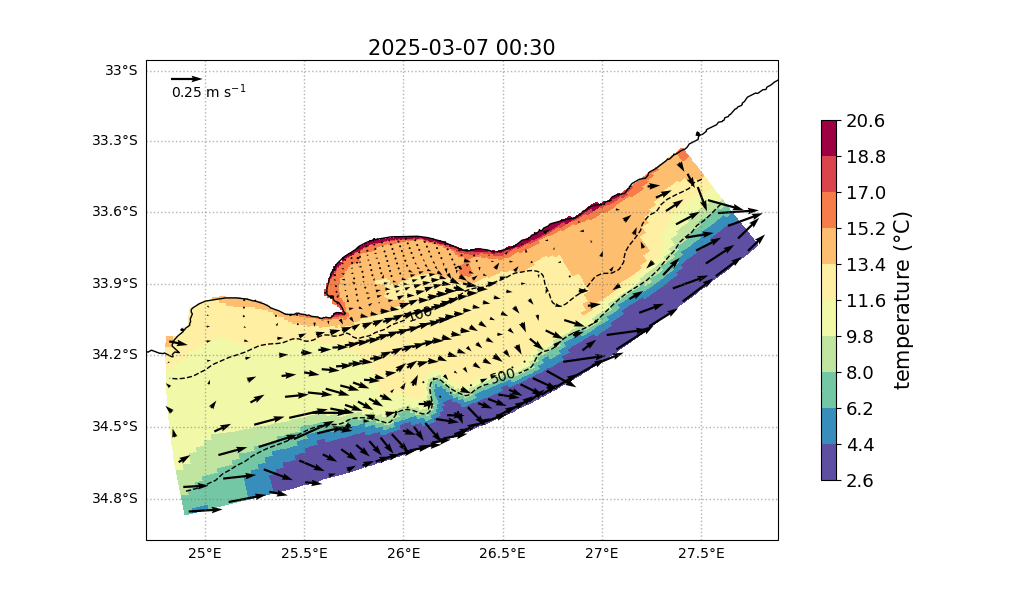 2025-03-07 00:30
0.25 m s⁻¹
33°S
33.3°S
33.6°S
33.9°S
34.2°S
34.5°S
34.8°S
100
500
25°E 25.5°E 26°E 26.5°E 27°E 27.5°E
20.6
18.8
17.0
15.2
13.4
11.6
9.8
8.0
6.2
4.4
2.6
temperature (°C)